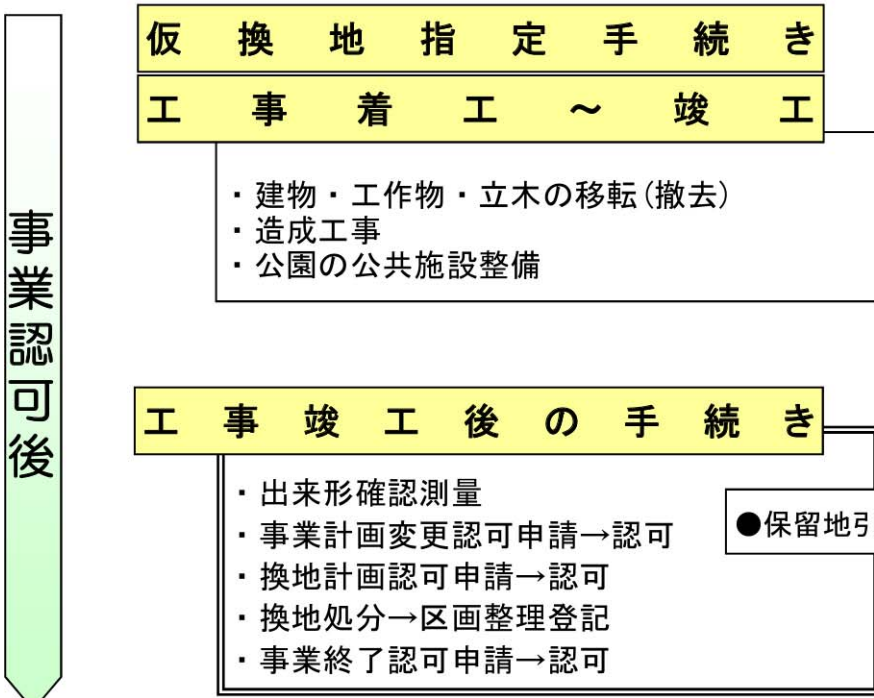 事業認可後
仮換地指定手続き
工事着工～竣工
・建物・工作物・立木の移転(撤去)
・造成工事
・公園の公共施設整備
工事竣工後の手続き
・出来形確認測量
・事業計画変更認可申請→認可
・換地計画認可申請→認可
・換地処分→区画整理登記
・事業終了認可申請→認可
●保留地引